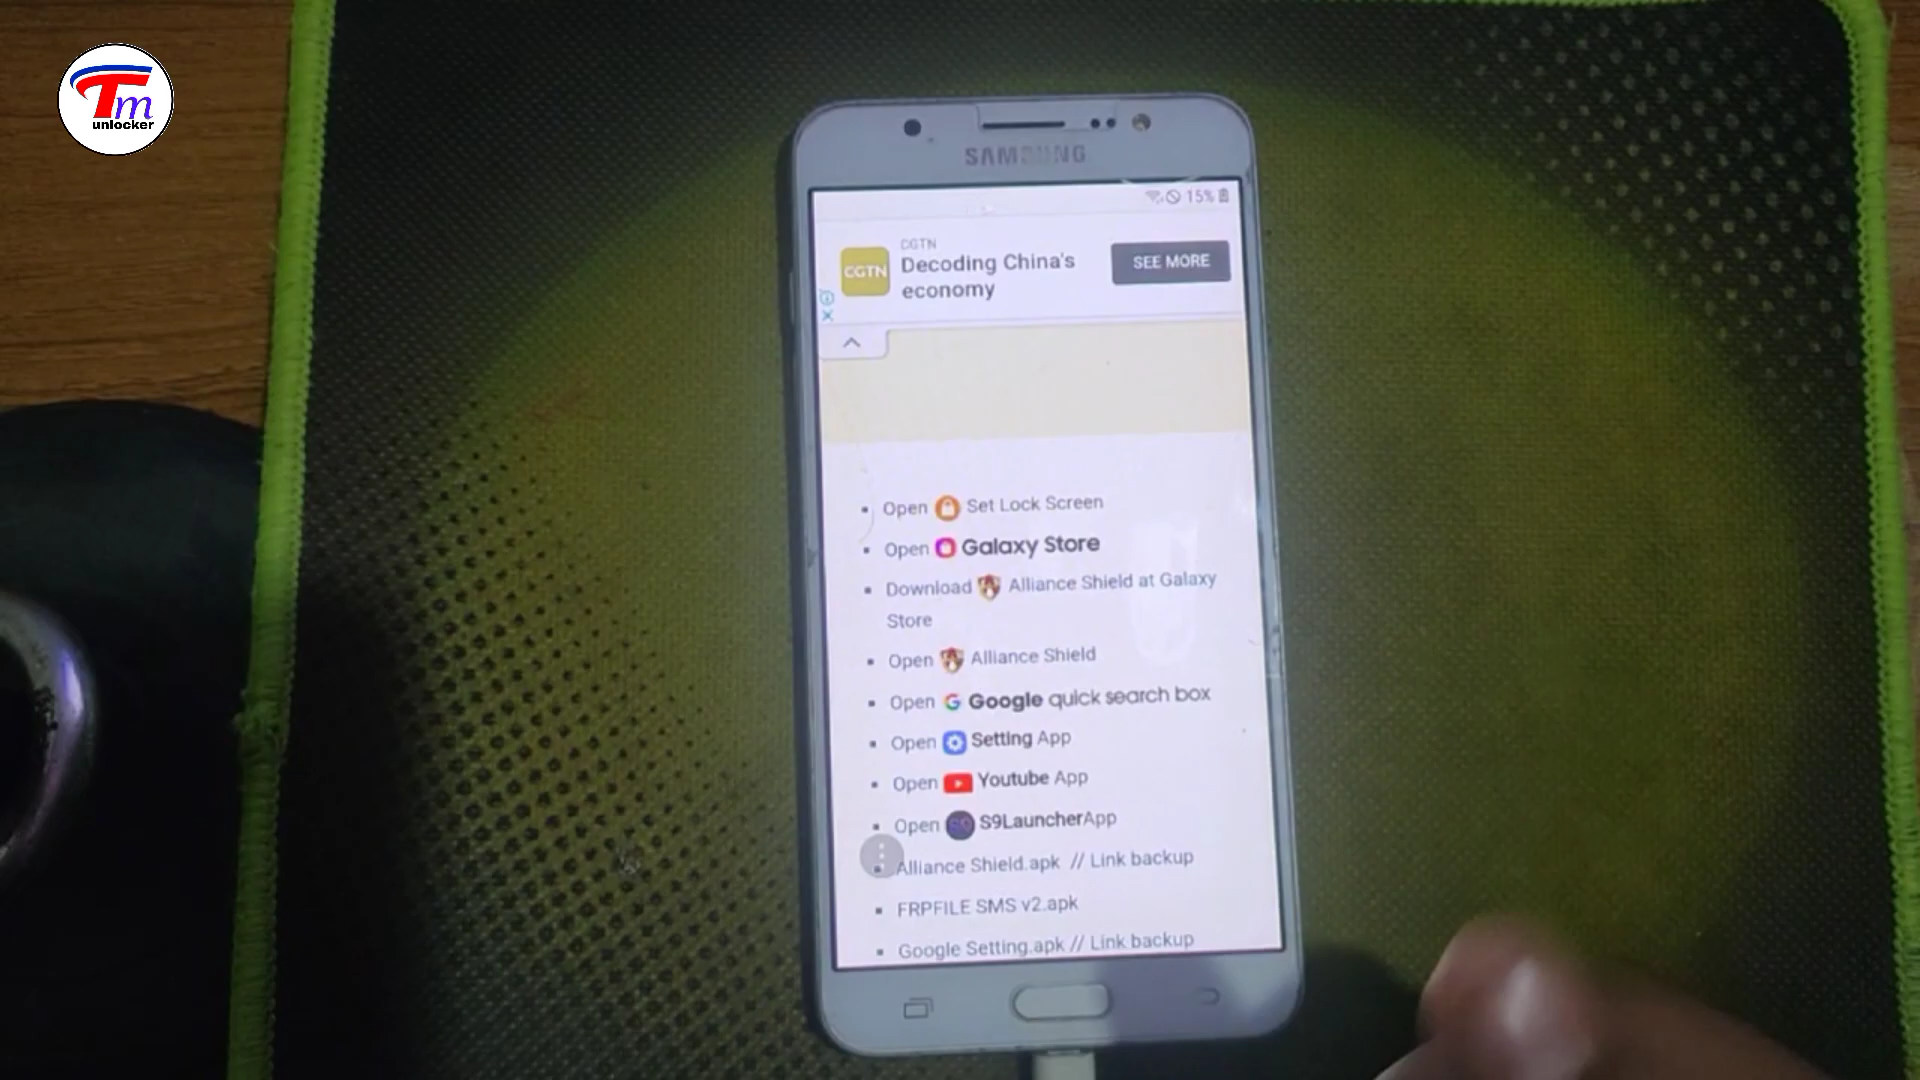 Tm
unlocker
SAMSUNG
15%
CGTN
CGTN
Decoding China's
economy
SEE MORE
Open Set Lock Screen
Open Galaxy Store
Download Alliance Shield at Galaxy
Store
Open Alliance Shield
Open G Google quick search box
Open Setting App
Open Youtube App
Open S9 S9LauncherApp
Alliance Shield.apk // Link backup
FRPFILE SMS v2.apk
Google Setting.apk // Link backup